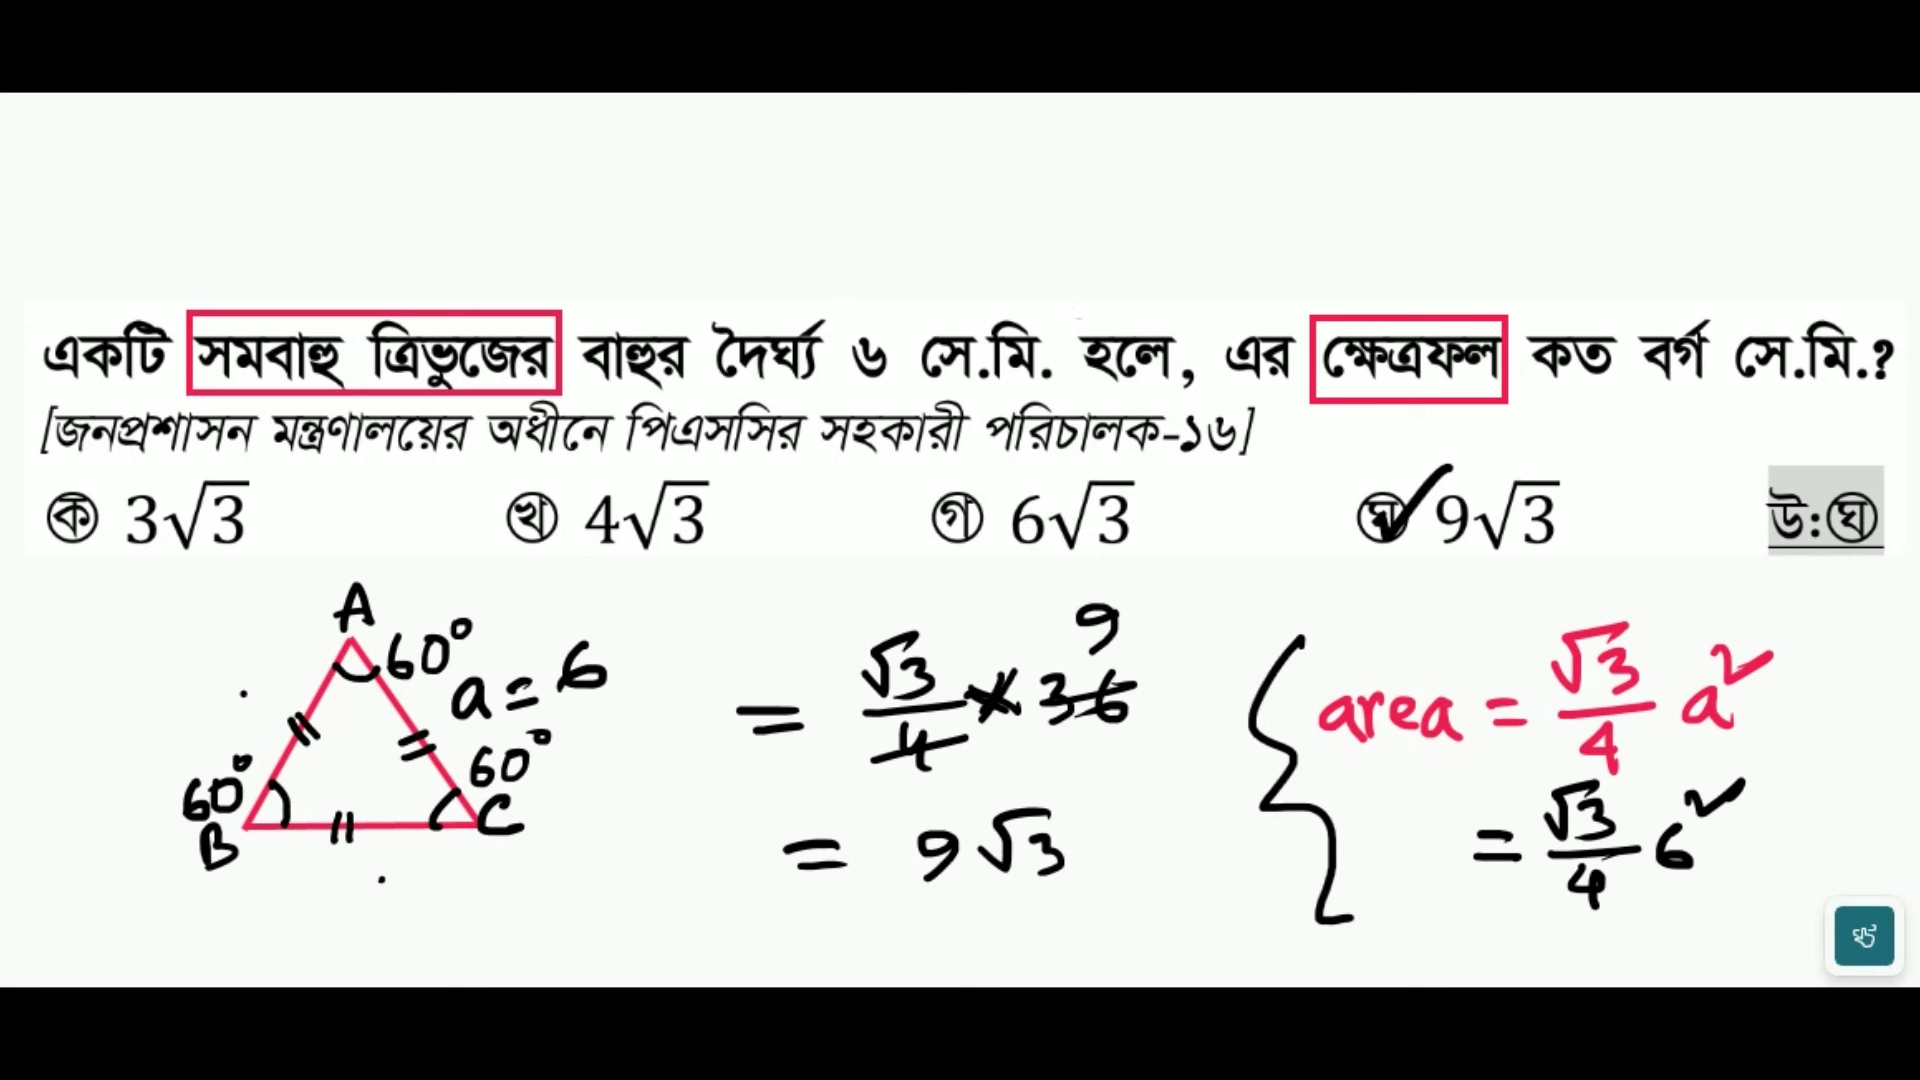 একটি সমবাহু ত্রিভুজের বাহুর দৈর্ঘ্য ৬ সে.মি. হলে, এর ক্ষেত্রফল কত বর্গ সে.মি.?
[জনপ্রশাসন মন্ত্রণালয়ের অধীনে পিএসসির সহকারী পরিচালক-১৬]
ক 3√3 খ 4√3 গ 6√3 ঘ 9√3 উ:ঘ
A
60°
a = 6
60°
60°
B
C
9
= √3/4 × 36
= 9√3
area = √3/4 a²
= √3/4 6²